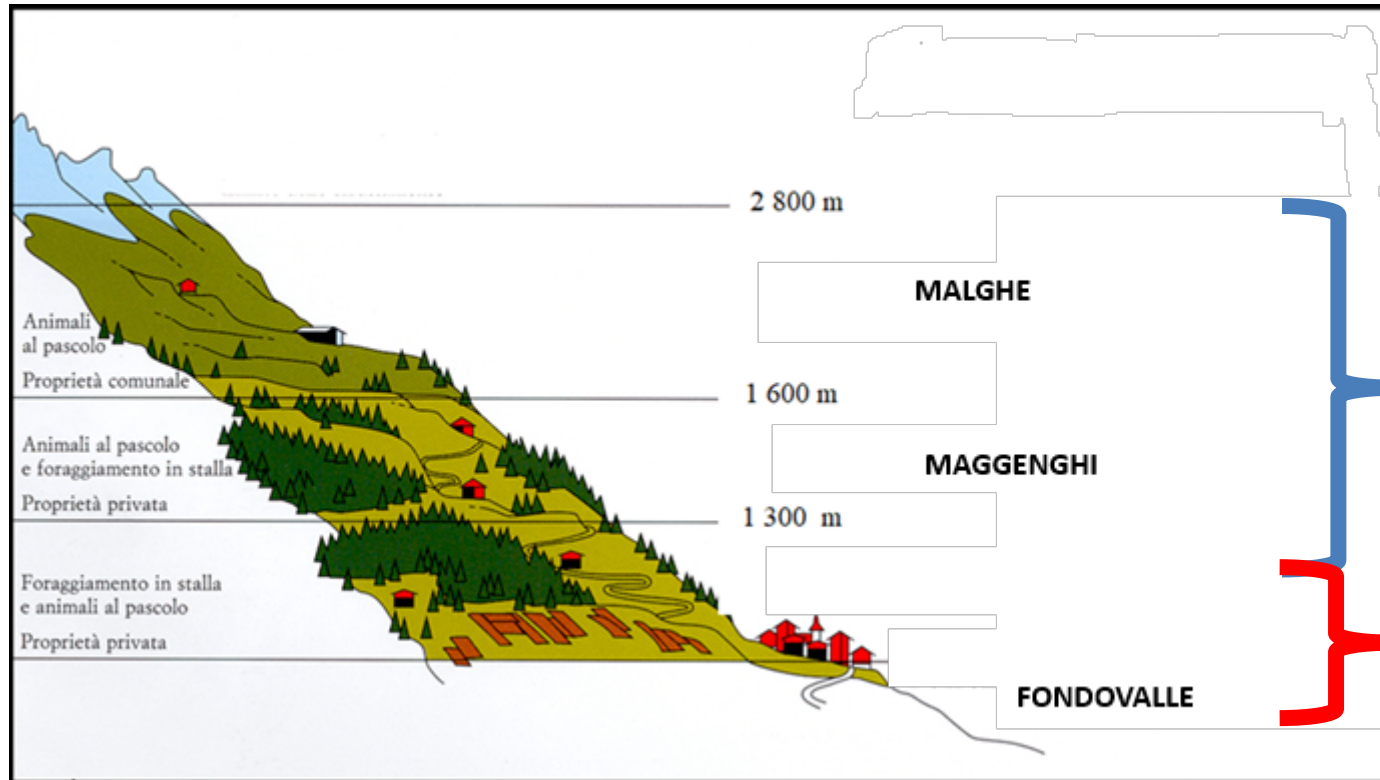 2 800 m
MALGHE
Animali
al pascolo
Proprietà comunale
1 600 m
Animali al pascolo
e foraggiamento in stalla
MAGGENGHI
Proprietà privata
1 300 m
Foraggiamento in stalla
e animali al pascolo
Proprietà privata
FONDOVALLE